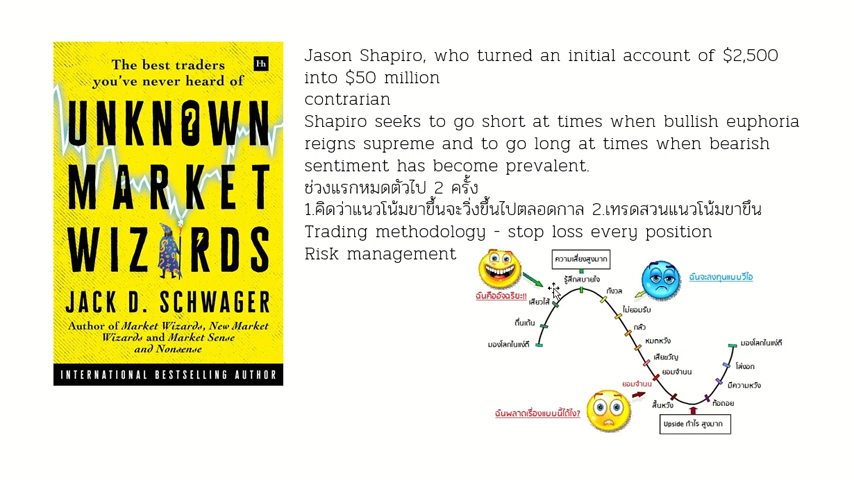 The best traders
you've never heard of
Hh
UNKNOWN
MARKET
WIZARDS
JACK D. SCHWAGER
Author of Market Wizards, New Market
Wizards and Market Sense
and Nonsense
INTERNATIONAL BESTSELLING AUTHOR
Jason Shapiro, who turned an initial account of $2,500
into $50 million
contrarian
Shapiro seeks to go short at times when bullish euphoria
reigns supreme and to go long at times when bearish
sentiment has become prevalent.
ช่วงแรกหมดตัวไป 2 ครั้ง
1.คิดว่าแนวโน้มขาขึ้นจะวิ่งขึ้นไปตลอดกาล 2.เทรดสวนแนวโน้มขาขึ้น
Trading methodology - stop loss every position
Risk management
ความเสี่ยงสูงมาก
รู้สึกสบายใจ
ฉันคืออัจฉริยะ!!
เสียวไส้
ตื่นเต้น
มองโลกในแง่ดี
กังวล
ฉันจะลงทุนแบบวีไอ
ไม่ยอมรับ
กลัว
หมดหวัง
เสียขวัญ
ยอมจำนน
ยอมจำนน
สิ้นหวัง
ท้อถอย
มีความหวัง
โล่งอก
มองโลกในแง่ดี
ฉันพลาดเรื่องแบบนี้ได้ไง?
Upside กำไร สูงมาก